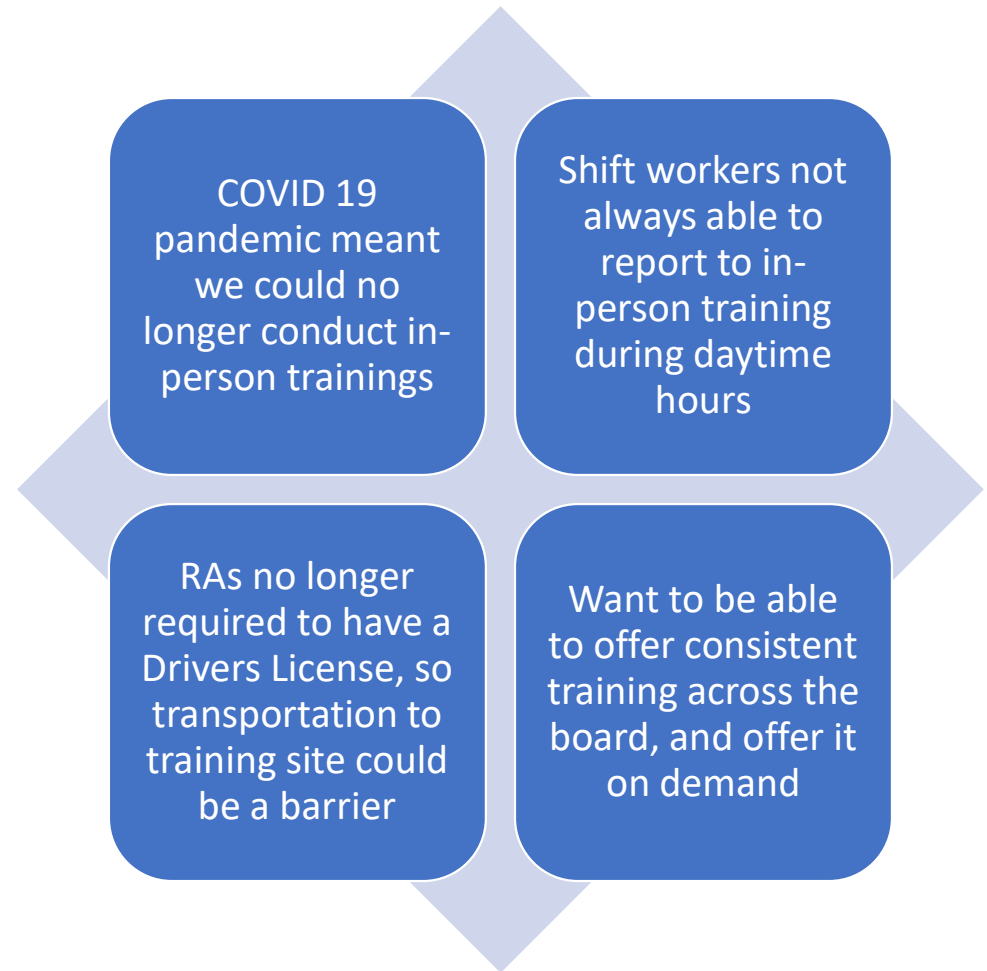 COVID 19
pandemic meant
we could no
longer conduct in-
person trainings
Shift workers not
always able to
report to in-
person training
during daytime
hours
RAs no longer
required to have a
Drivers License, so
transportation to
training site could
be a barrier
Want to be able
to offer consistent
training across the
board, and offer it
on demand